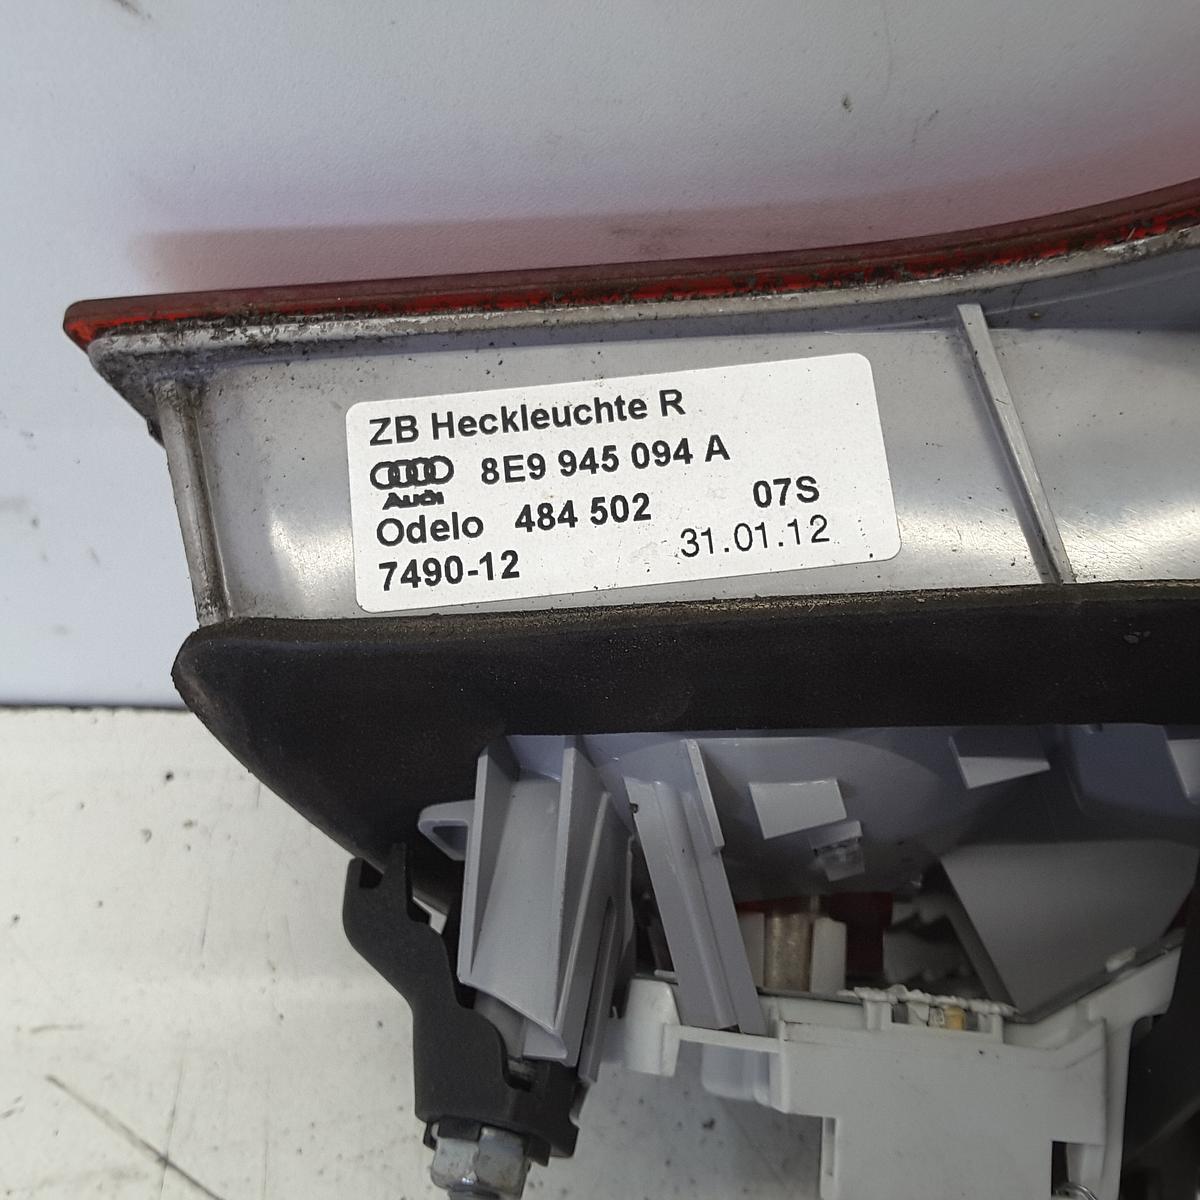 ZB Heckleuchte R
8E9 945 094 A
Audi
Odelo 484 502 07S
7490-12 31.01.12